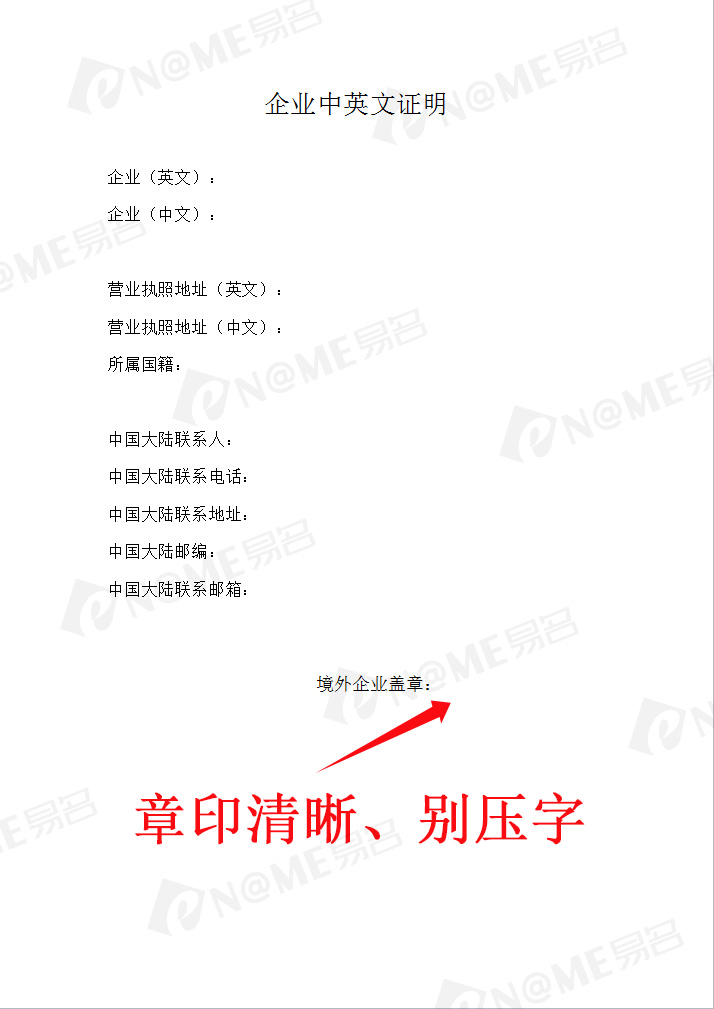 企业中英文证明
企业（英文）：
企业（中文）：
营业执照地址（英文）：
营业执照地址（中文）：
所属国籍：
中国大陆联系人：
中国大陆联系电话：
中国大陆联系地址：
中国大陆邮编：
中国大陆联系邮箱：
境外企业盖章：
章印清晰、别压字
eN@ME易名